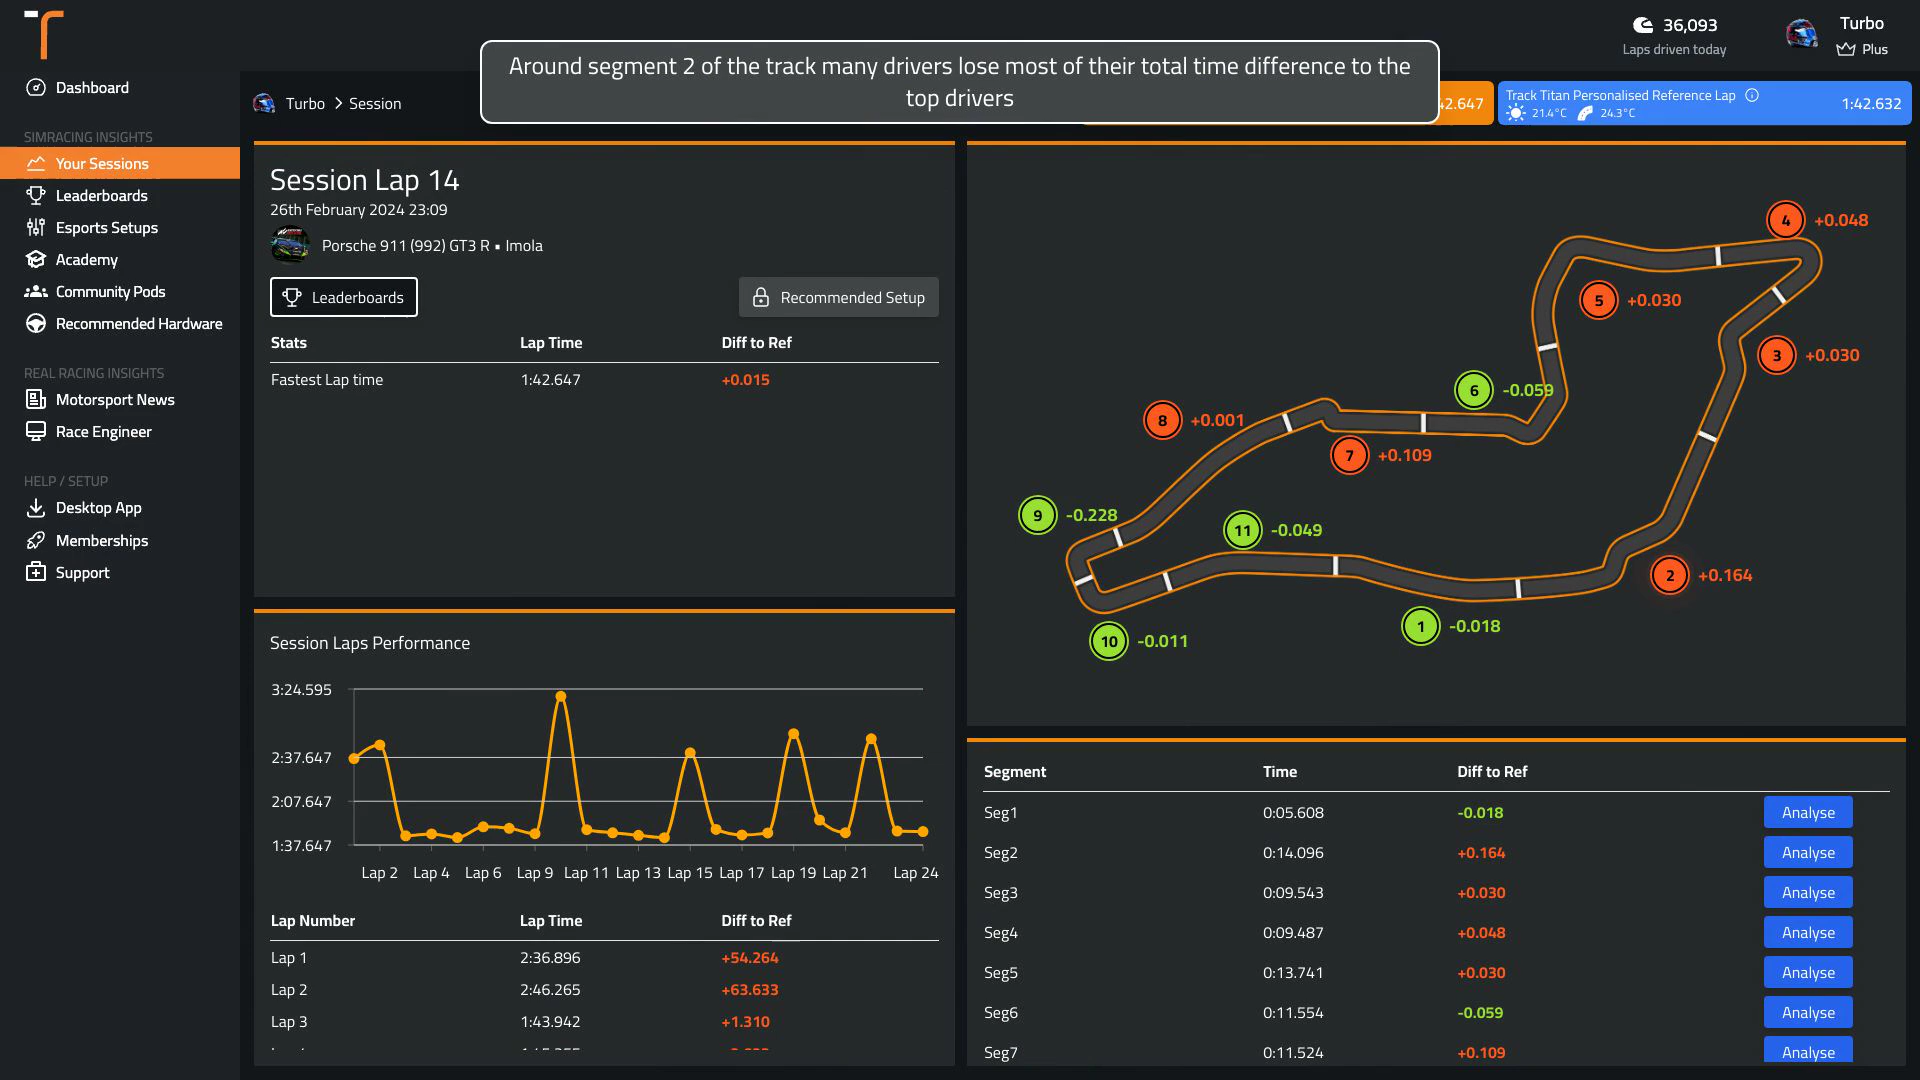 36,093
Laps driven today
Turbo
Plus
Around segment 2 of the track many drivers lose most of their total time difference to the
top drivers
Dashboard
SIMRACING INSIGHTS
Your Sessions
Leaderboards
Esports Setups
Academy
Community Pods
Recommended Hardware
REAL RACING INSIGHTS
Motorsport News
Race Engineer
HELP / SETUP
Desktop App
Memberships
Support
Turbo > Session
42.647
Track Titan Personalised Reference Lap
21.4°C 24.3°C
1:42.632
Session Lap 14
26th February 2024 23:09
Porsche 911 (992) GT3 R • Imola
Leaderboards
Recommended Setup
Stats Lap Time Diff to Ref
Fastest Lap time 1:42.647 +0.015
4 +0.048
5 +0.030
3 +0.030
6 -0.059
8 +0.001
7 +0.109
9 -0.228
11 -0.049
2 +0.164
1 -0.018
10 -0.011
Session Laps Performance
3:24.595
2:37.647
2:07.647
1:37.647
Lap 2 Lap 4 Lap 6 Lap 9 Lap 11 Lap 13 Lap 15 Lap 17 Lap 19 Lap 21 Lap 24
Lap Number Lap Time Diff to Ref
Lap 1 2:36.896 +54.264
Lap 2 2:46.265 +63.633
Lap 3 1:43.942 +1.310
Segment Time Diff to Ref
Seg1 0:05.608 -0.018 Analyse
Seg2 0:14.096 +0.164 Analyse
Seg3 0:09.543 +0.030 Analyse
Seg4 0:09.487 +0.048 Analyse
Seg5 0:13.741 +0.030 Analyse
Seg6 0:11.554 -0.059 Analyse
Seg7 0:11.524 +0.109 Analyse